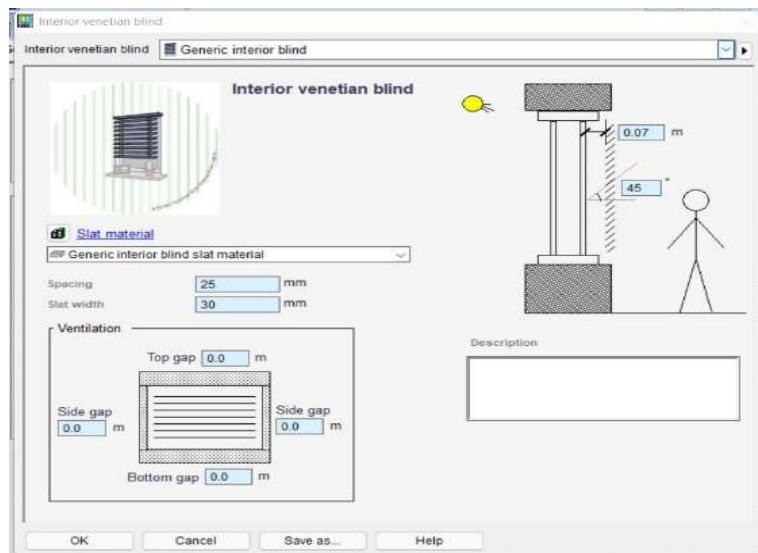 Interior venetian blind
Interior venetian blind Generic interior blind
Interior venetian blind
0.07 m
45 °
Slat material
Generic interior blind slat material
Spacing 25 mm
Slat width 30 mm
Ventilation
Top gap 0.0 m
Side gap
0.0 m
Side gap
0.0 m
Bottom gap 0.0 m
Description
OK Cancel Save as... Help